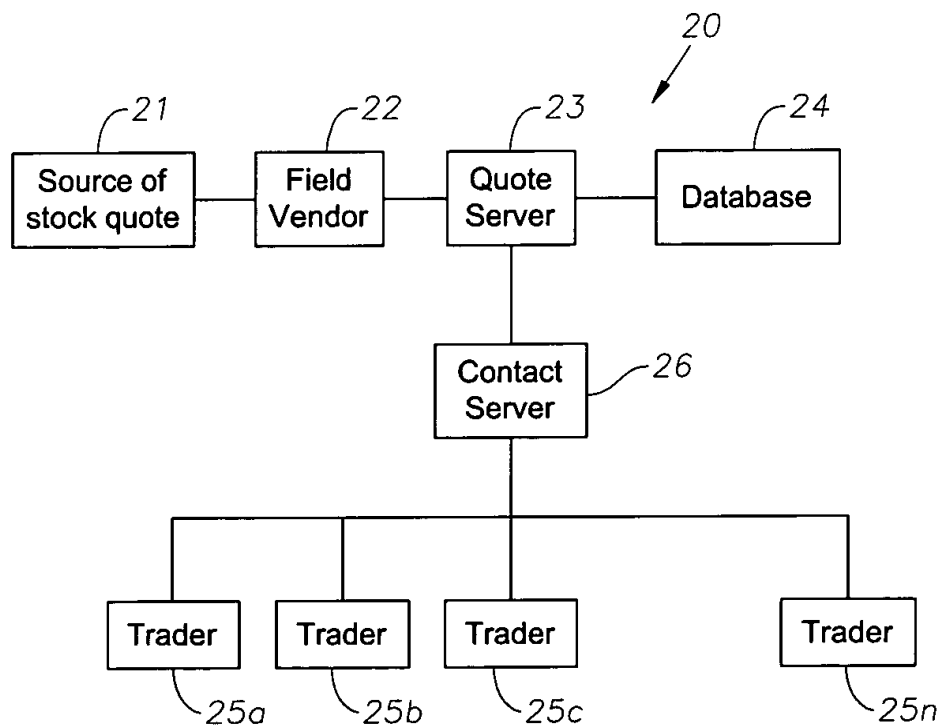 20
21
22
23
24
Source of
stock quote
Field
Vendor
Quote
Server
Database
Contact
Server
26
Trader
Trader
Trader
Trader
25a
25b
25c
25n